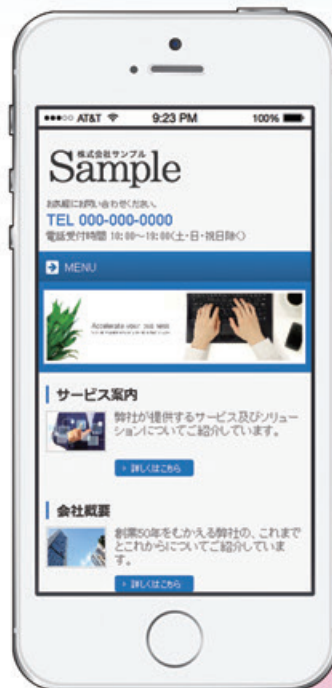 AT&T 9:23 PM 100%
株式会社サンプル
Sample
お気軽にお問い合わせください。
TEL 000-000-0000
電話受付時間 10:00～19:00(土・日・祝日除く)
MENU
Accelerate your business
サービス案内
弊社が提供するサービス及びソリュー
ションについてご紹介しています。
詳しくはこちら
会社概要
創業50年をむかえる弊社の、これまで
とこれからについてご紹介していま
す。
詳しくはこちら